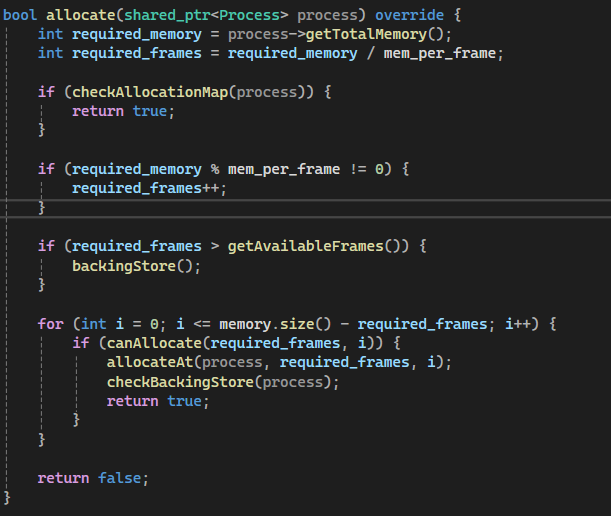 bool allocate(shared_ptr<Process> process) override {
    int required_memory = process->getTotalMemory();
    int required_frames = required_memory / mem_per_frame;

    if (checkAllocationMap(process)) {
        return true;
    }

    if (required_memory % mem_per_frame != 0) {
        required_frames++;
    }

    if (required_frames > getAvailableFrames()) {
        backingStore();
    }

    for (int i = 0; i <= memory.size() - required_frames; i++) {
        if (canAllocate(required_frames, i)) {
            allocateAt(process, required_frames, i);
            checkBackingStore(process);
            return true;
        }
    }

    return false;
}